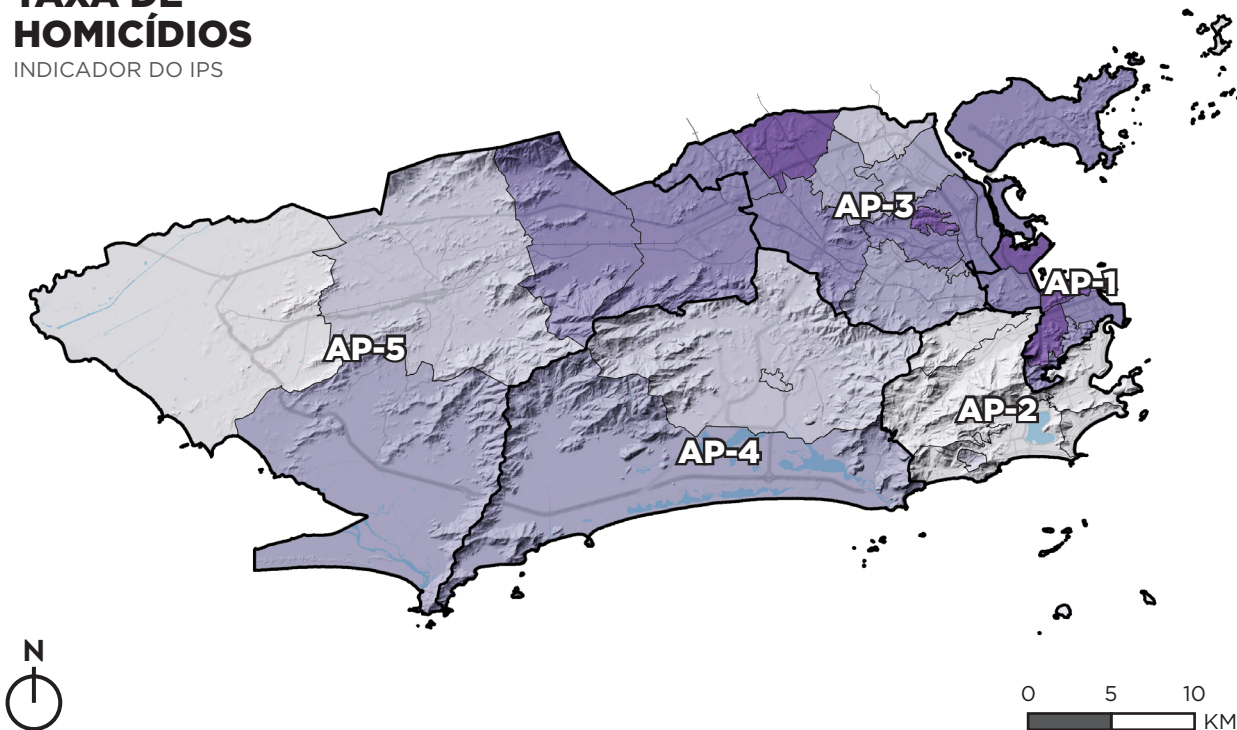 TAXA DE
HOMICÍDIOS
INDICADOR DO IPS
AP-3
AP-1
AP-5
AP-2
AP-4
N
0 5 10
KM